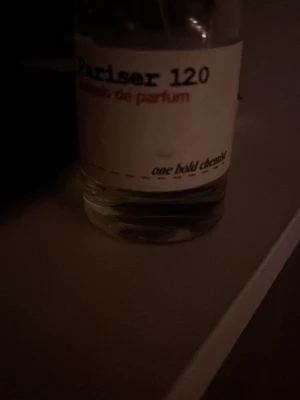 Pariser 120
de parfum
one bold chemist